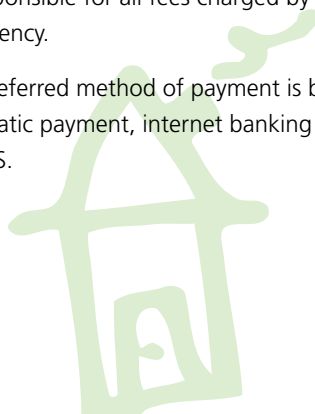 ponsible for all fees charged by
ency.
eferred method of payment is b
atic payment, internet banking
S.